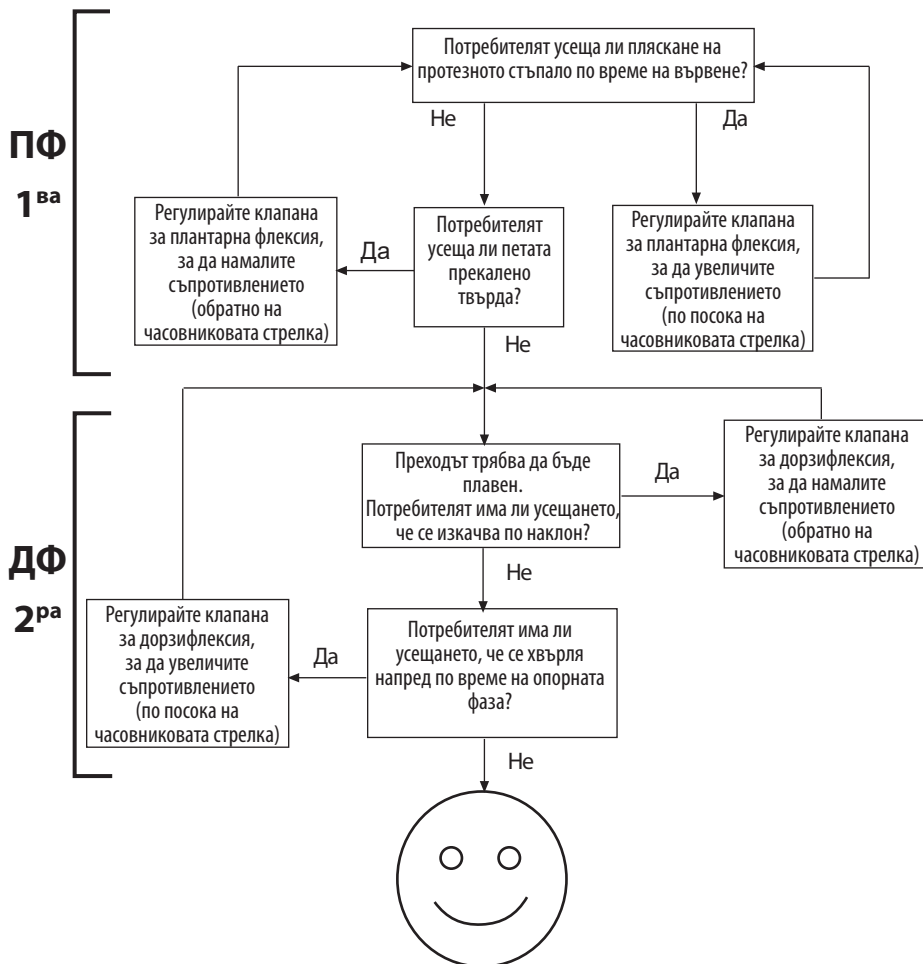 Потребителят усеща ли пляскане на
протезното стъпало по време на вървене?
Не
Да
ПФ
1ва
Регулирайте клапана
за плантарна флексия,
за да намалите
съпротивлението
(обратно на
часовниковата стрелка)
Да
Потребителят
усеща ли петата
прекалено
твърда?
Регулирайте клапана
за плантарна флексия,
за да увеличите
съпротивлението
(по посока на
часовниковата стрелка)
Не
ДФ
2ра
Преходът трябва да бъде
плавен.
Потребителят има ли усещането,
че се изкачва по наклон?
Да
Регулирайте клапана
за дорзифлексия,
за да намалите
съпротивлението
(обратно на
часовниковата стрелка)
Не
Регулирайте клапана
за дорзифлексия,
за да увеличите
съпротивлението
(по посока на
часовниковата стрелка)
Да
Потребителят има ли
усещането, че се хвърля
напред по време на опорната
фаза?
Не